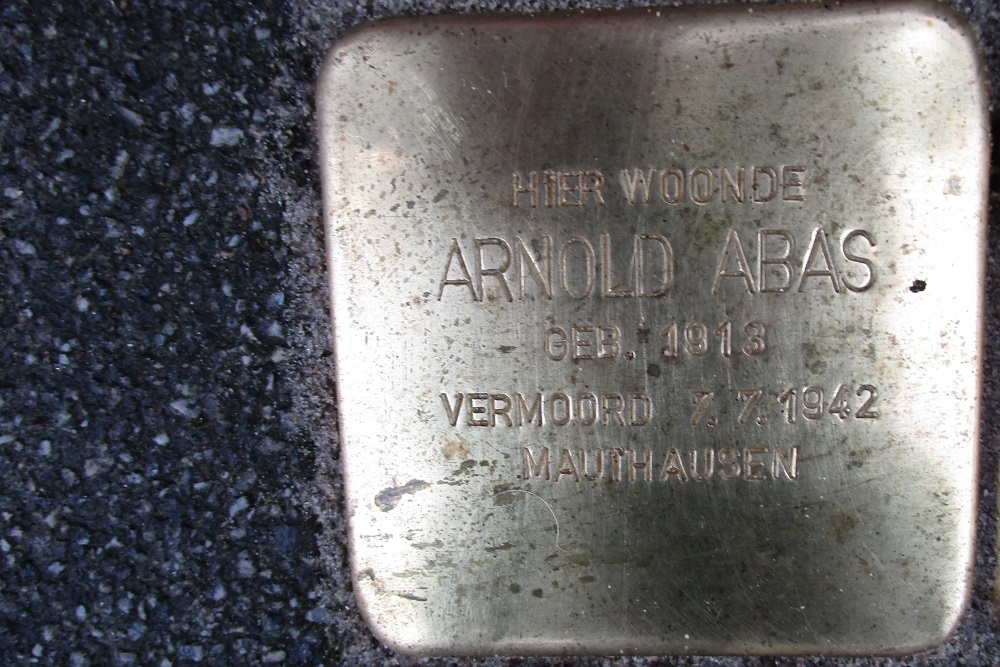 HIER WOONDE
ARNOLD ABAS
GEB. 1913
VERMOORD 7.7.1942
MAUTHAUSEN